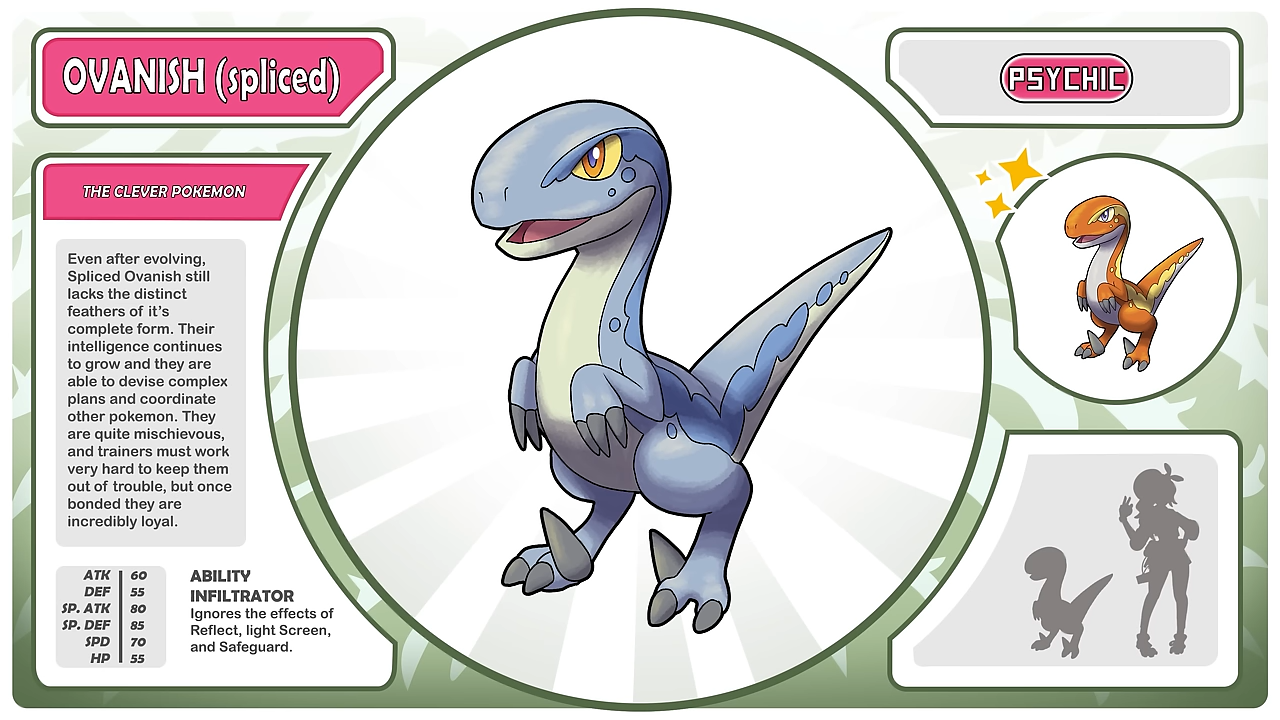 OVANISH (spliced)
PSYCHIC
THE CLEVER POKEMON
Even after evolving,
Spliced Ovanish still
lacks the distinct
feathers of it's
complete form. Their
intelligence continues
to grow and they are
able to devise complex
plans and coordinate
other pokemon. They
are quite mischievous,
and trainers must work
very hard to keep them
out of trouble, but once
bonded they are
incredibly loyal.
ATK 60
DEF 55
SP. ATK 80
SP. DEF 85
SPD 70
HP 55
ABILITY
INFILTRATOR
Ignores the effects of
Reflect, light Screen,
and Safeguard.